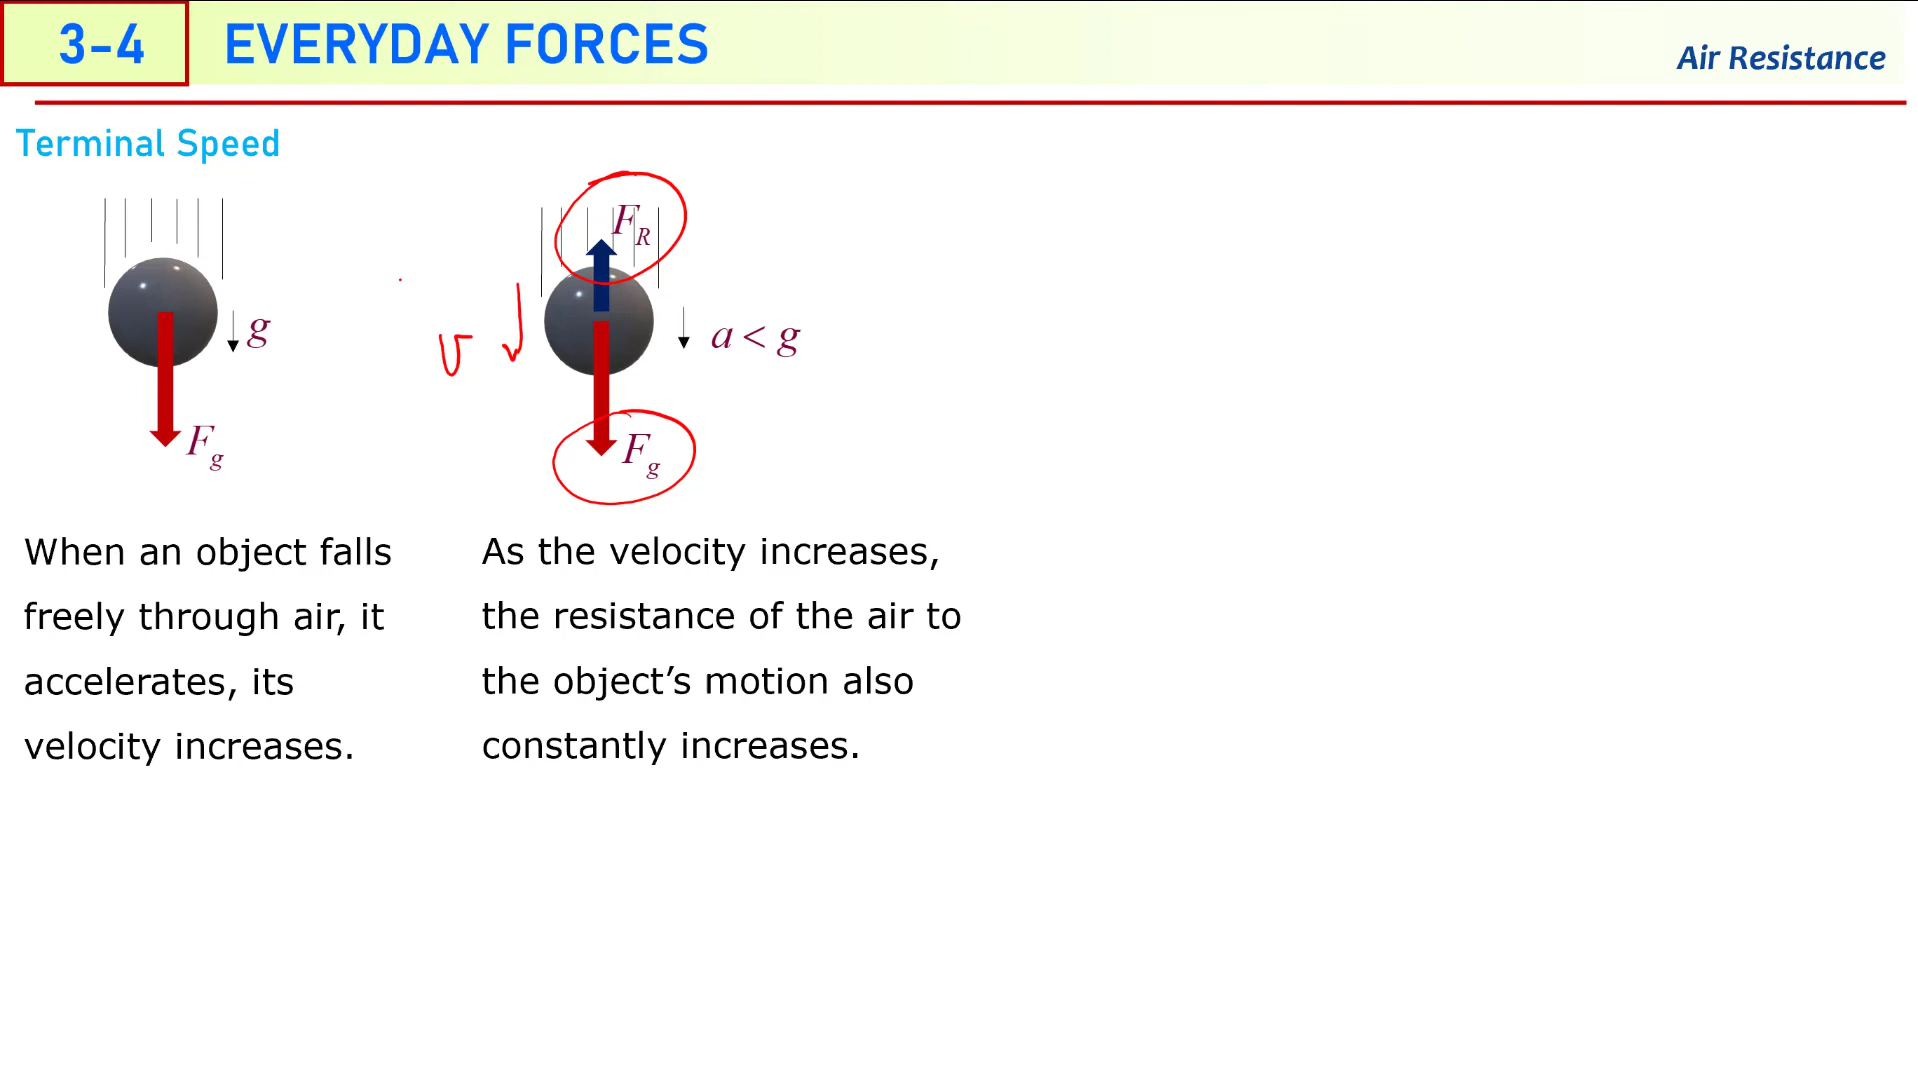 3-4 EVERYDAY FORCES
Air Resistance
Terminal Speed
g
F_g
F_R
v
a < g
F_g
When an object falls
freely through air, it
accelerates, its
velocity increases.
As the velocity increases,
the resistance of the air to
the object’s motion also
constantly increases.